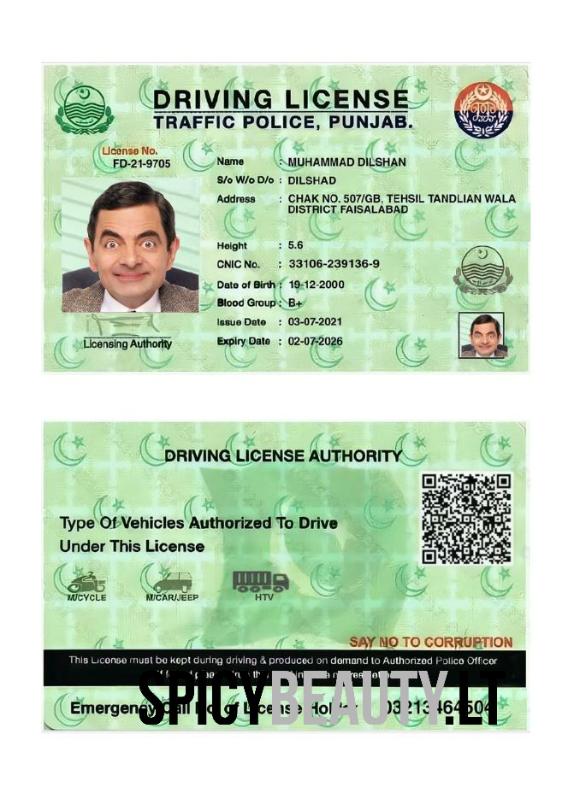 DRIVING LICENSE
TRAFFIC POLICE, PUNJAB.
License No.
FD-21-9705
Name : MUHAMMAD DILSHAN
S/o W/o D/o : DILSHAD
Address : CHAK NO. 507/GB, TEHSIL TANDLIAN WALA
DISTRICT FAISALABAD
Height : 5.6
CNIC No. : 33106-239136-9
Date of Birth : 19-12-2000
Blood Group : B+
Issue Date : 03-07-2021
Expiry Date : 02-07-2026
Licensing Authority
DRIVING LICENSE AUTHORITY
Type Of Vehicles Authorized To Drive
Under This License
M/CYCLE M/CAR/JEEP HTV
SAY NO TO CORRUPTION
This License must be kept during driving & produced on demand to Authorized Police Officer
SPICYBEAUTY.LT
Emergency Call No. of License Holder 03213464504